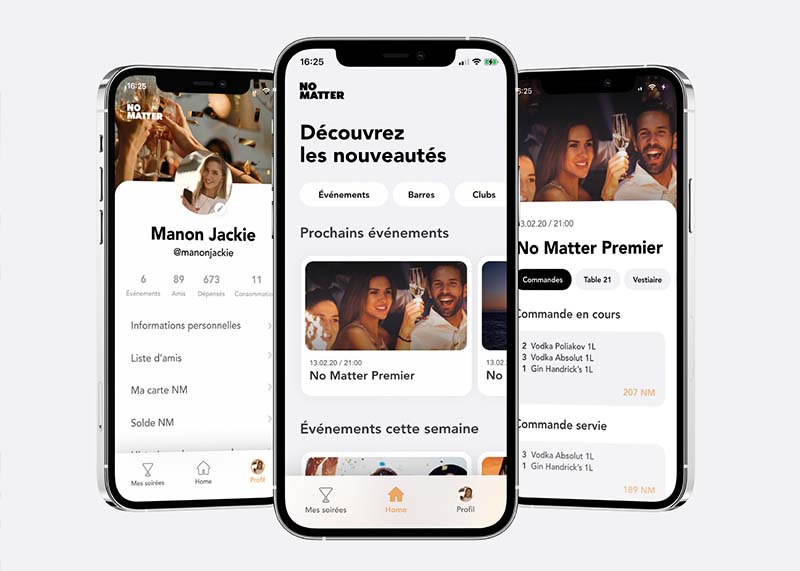 16:25
NO
MATTER
Manon Jackie
@manonjackie
6 89 673 11
Événements Amis Dépensés Consommatio
Informations personnelles
Liste d'amis
Ma carte NM
Solde NM
Mes soirées Home Profil
16:25
NO
MATTER
Découvrez
les nouveautés
Événements Barres Clubs
Prochains événements
13.02.20 / 21:00
No Matter Premier
13.02
No
Événements cette semaine
Mes soirées Home Profil
16:25
13.02.20 / 21:00
No Matter Premier
Commandes Table 21 Vestiaire
Commande en cours
2 Vodka Poliakov 1L
3 Vodka Absolut 1L
1 Gin Handrick's 1L
207 NM
Commande servie
3 Vodka Absolut 1L
1 Gin Handrick's 1L
189 NM